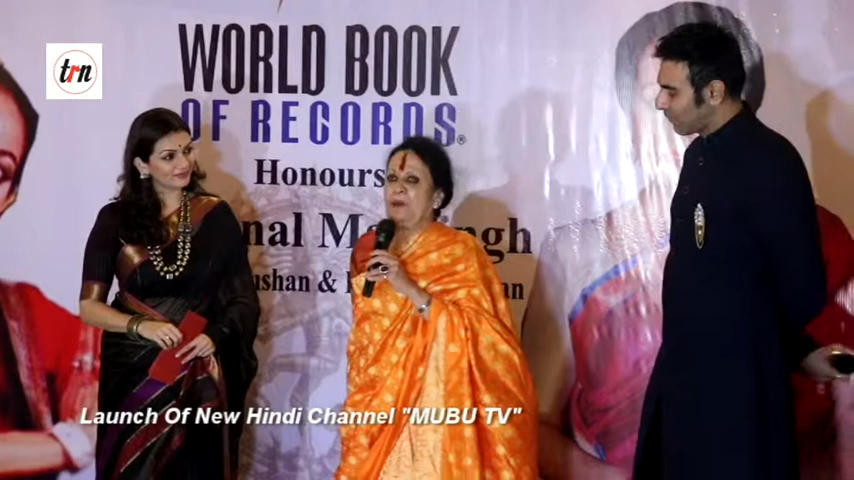 trn
WORLD BOOK
OF RECORDS®
Honours
Launch Of New Hindi Channel "MUBU TV"